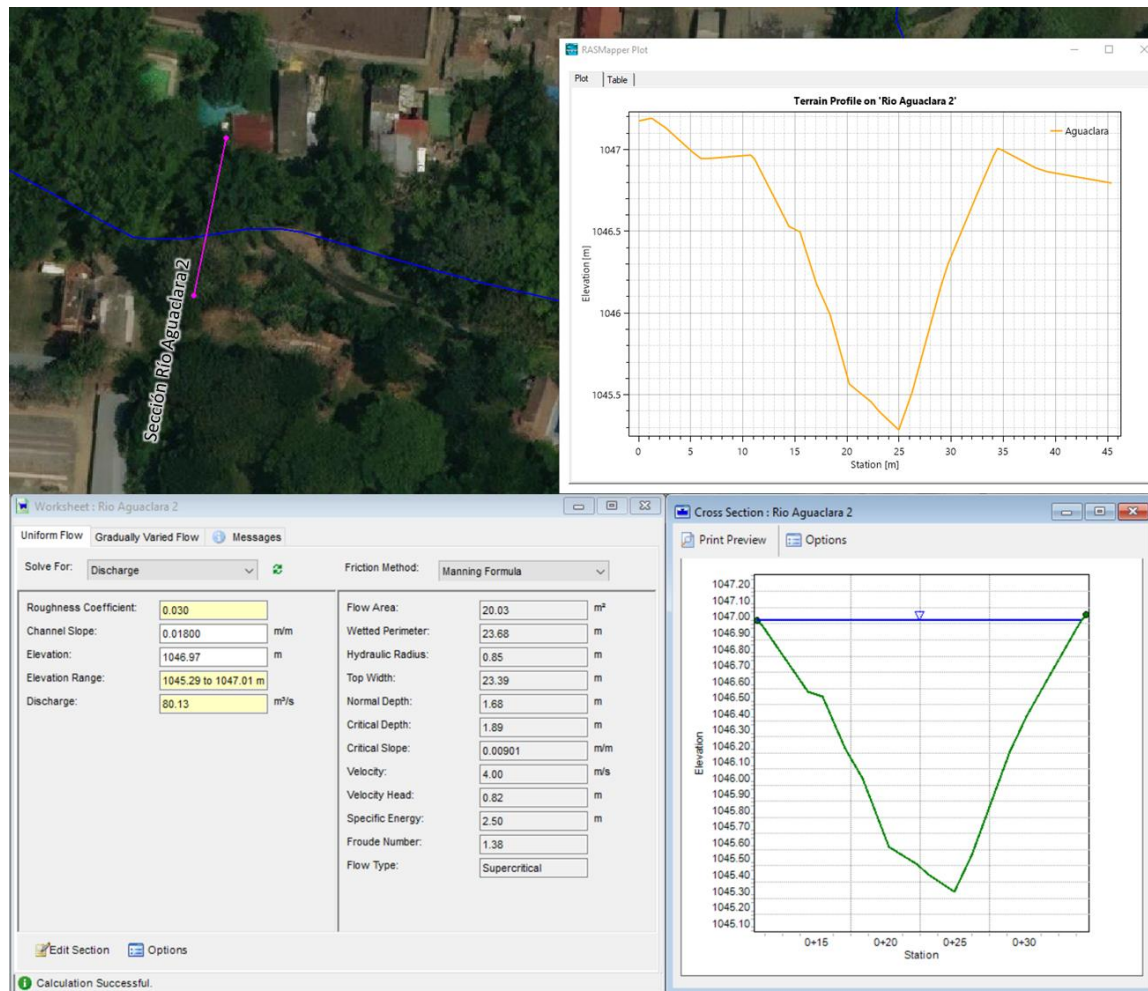 Sección Río Aguaclara 2
RASMapper Plot
Plot Table
Terrain Profile on 'Rio Aguaclara 2'
Aguaclara
1047
1046.5
1046
1045.5
Elevation [m]
0 5 10 15 20 25 30 35 40 45
Station [m]
Worksheet : Rio Aguaclara 2
Uniform Flow Gradually Varied Flow Messages
Solve For: Discharge Friction Method: Manning Formula
Roughness Coefficient: 0.030
Channel Slope: 0.01800 m/m
Elevation: 1046.97 m
Elevation Range: 1045.29 to 1047.01 m
Discharge: 80.13 m³/s
Flow Area: 20.03 m²
Wetted Perimeter: 23.68 m
Hydraulic Radius: 0.85 m
Top Width: 23.39 m
Normal Depth: 1.68 m
Critical Depth: 1.89 m
Critical Slope: 0.00901 m/m
Velocity: 4.00 m/s
Velocity Head: 0.82 m
Specific Energy: 2.50 m
Froude Number: 1.38
Flow Type: Supercritical
Edit Section Options
Calculation Successful.
Cross Section : Rio Aguaclara 2
Print Preview Options
1047.20
1047.10
1047.00
1046.90
1046.80
1046.70
1046.60
1046.50
1046.40
1046.30
1046.20
1046.10
1046.00
1045.90
1045.80
1045.70
1045.60
1045.50
1045.40
1045.30
1045.20
1045.10
Elevation
0+15 0+20 0+25 0+30
Station